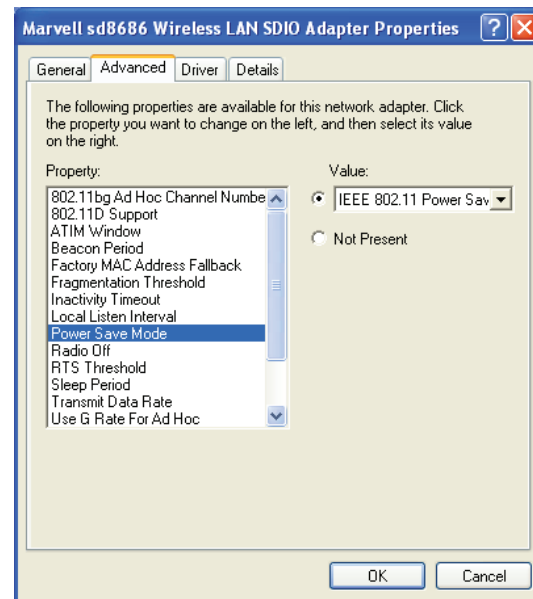 Marvell sd8686 Wireless LAN SDIO Adapter Properties
General Advanced Driver Details
The following properties are available for this network adapter. Click
the property you want to change on the left, and then select its value
on the right.
Property:
802.11bg Ad Hoc Channel Numbe
802.11D Support
ATIM Window
Beacon Period
Factory MAC Address Fallback
Fragmentation Threshold
Inactivity Timeout
Local Listen Interval
Power Save Mode
Radio Off
RTS Threshold
Sleep Period
Transmit Data Rate
Use G Rate For Ad Hoc
Value:
IEEE 802.11 Power Sav
Not Present
OK Cancel